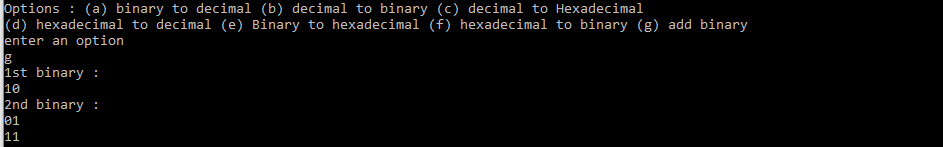 Options : (a) binary to decimal (b) decimal to binary (c) decimal to Hexadecimal
(d) hexadecimal to decimal (e) Binary to hexadecimal (f) hexadecimal to binary (g) add binary
enter an option
g
1st binary :
10
2nd binary :
01
11